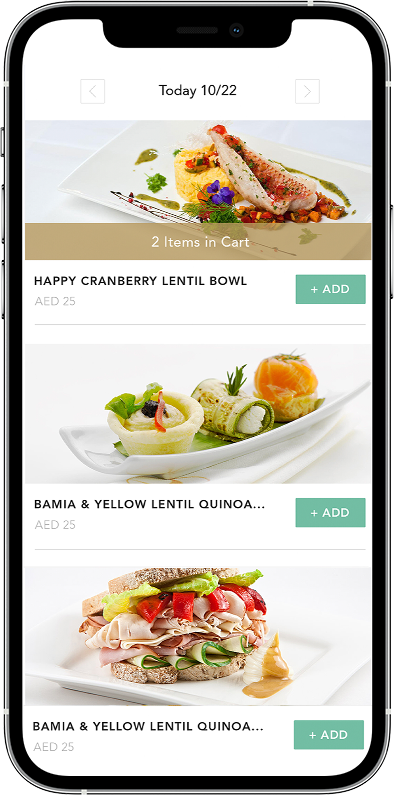 Today 10/22
2 Items in Cart
HAPPY CRANBERRY LENTIL BOWL
+ ADD
AED 25
BAMIA & YELLOW LENTIL QUINOA...
+ ADD
AED 25
BAMIA & YELLOW LENTIL QUINOA...
+ ADD
AED 25